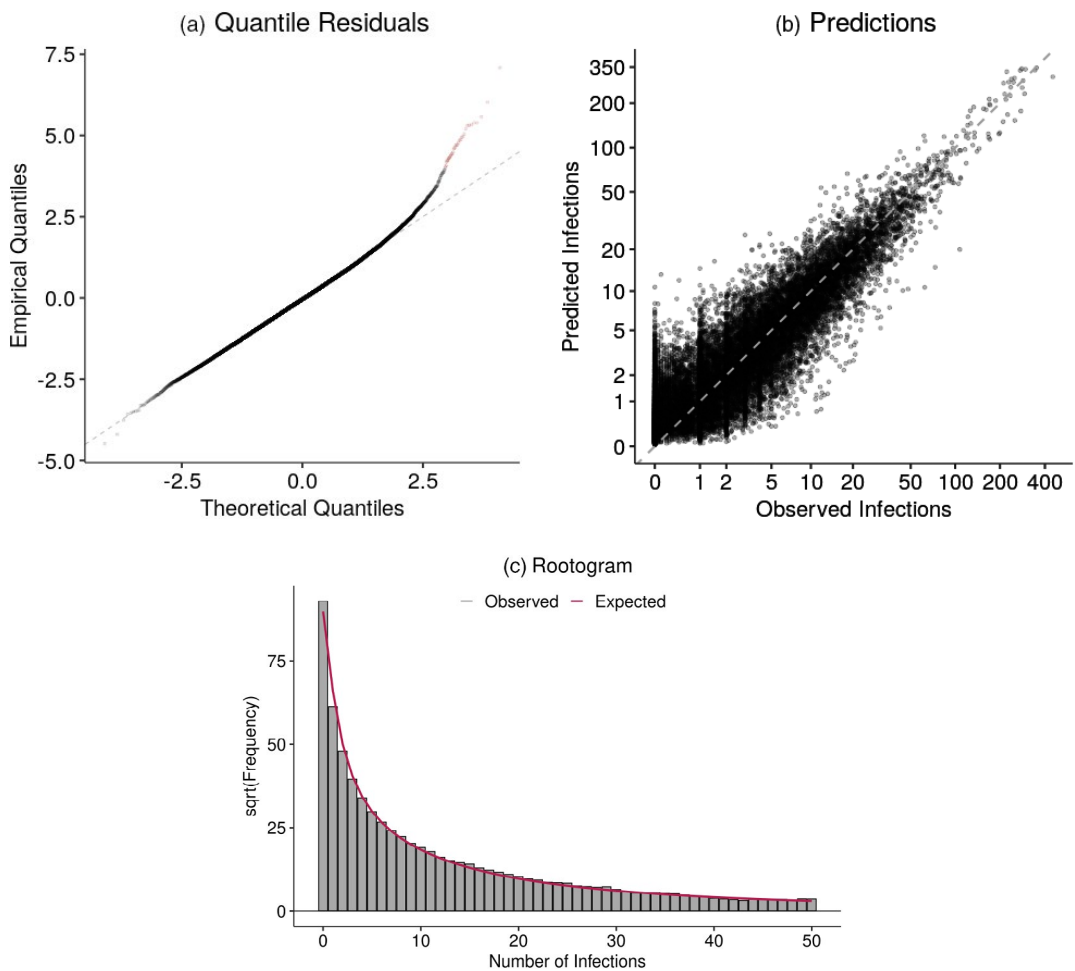 (a) Quantile Residuals
7.5
5.0
2.5
0.0
-2.5
-5.0
Empirical Quantiles
-2.5 0.0 2.5
Theoretical Quantiles
(b) Predictions
350
200
100
50
20
10
5
2
1
0
Predicted Infections
0 1 2 5 10 20 50 100 200 400
Observed Infections
(c) Rootogram
Observed Expected
75
50
25
0
sqrt(Frequency)
0 10 20 30 40 50
Number of Infections